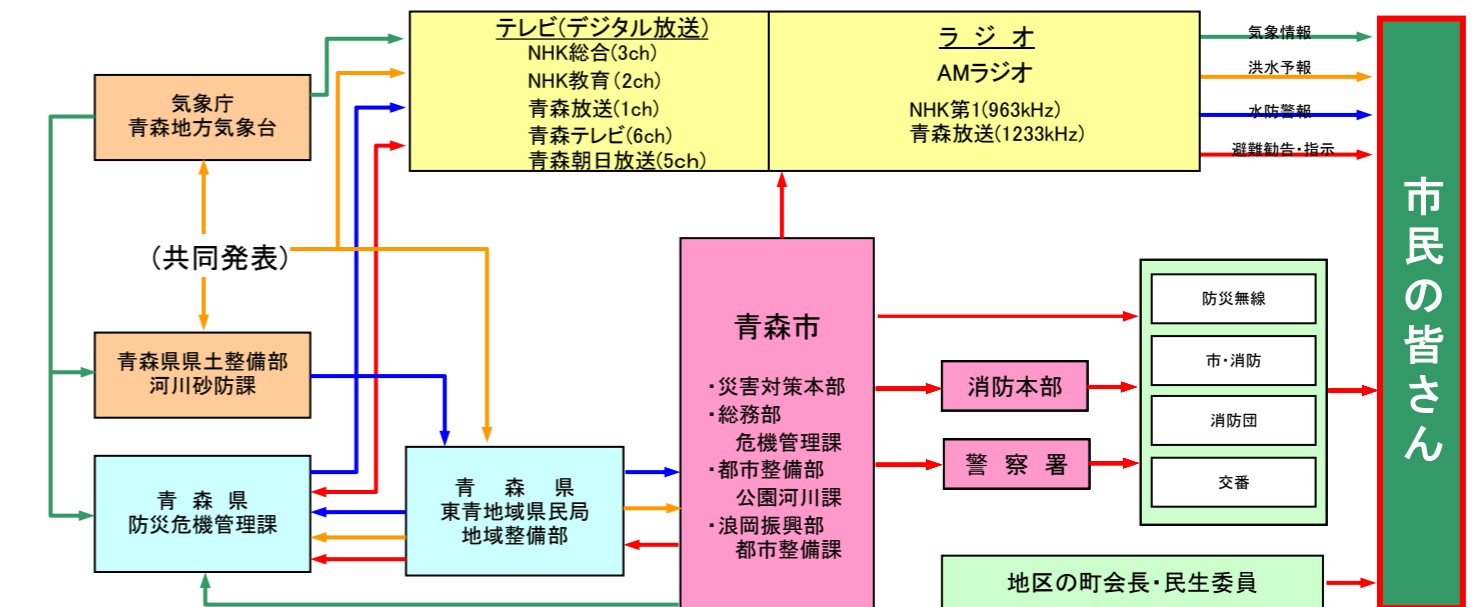 テレビ(デジタル放送)
NHK総合(3ch)
NHK教育(2ch)
青森放送(1ch)
青森テレビ(6ch)
青森朝日放送(5ch)
ラ ジ オ
AMラジオ
NHK第1(963kHz)
青森放送(1233kHz)
気象情報
洪水予報
水防警報
避難勧告・指示
市民の皆さん
気象庁
青森地方気象台
(共同発表)
青森県県土整備部
河川砂防課
青 森 県
防災危機管理課
青 森 県
東青地域県民局
地域整備部
青森市
・災害対策本部
・総務部
危機管理課
・都市整備部
公園河川課
・浪岡振興部
都市整備課
消防本部
警 察 署
防災無線
市・消防
消防団
交番
地区の町会長・民生委員